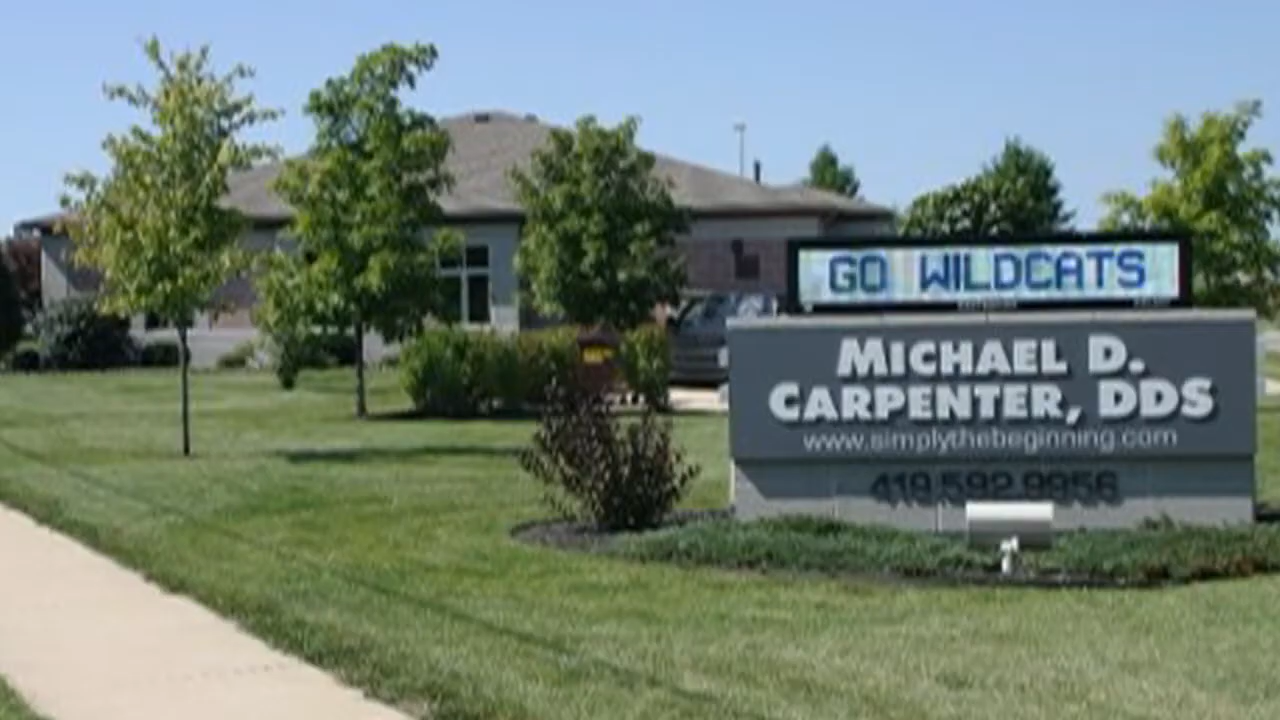 GO WILDCATS
MICHAEL D.
CARPENTER, DDS
www.simplythebeginning.com
419.592.9956